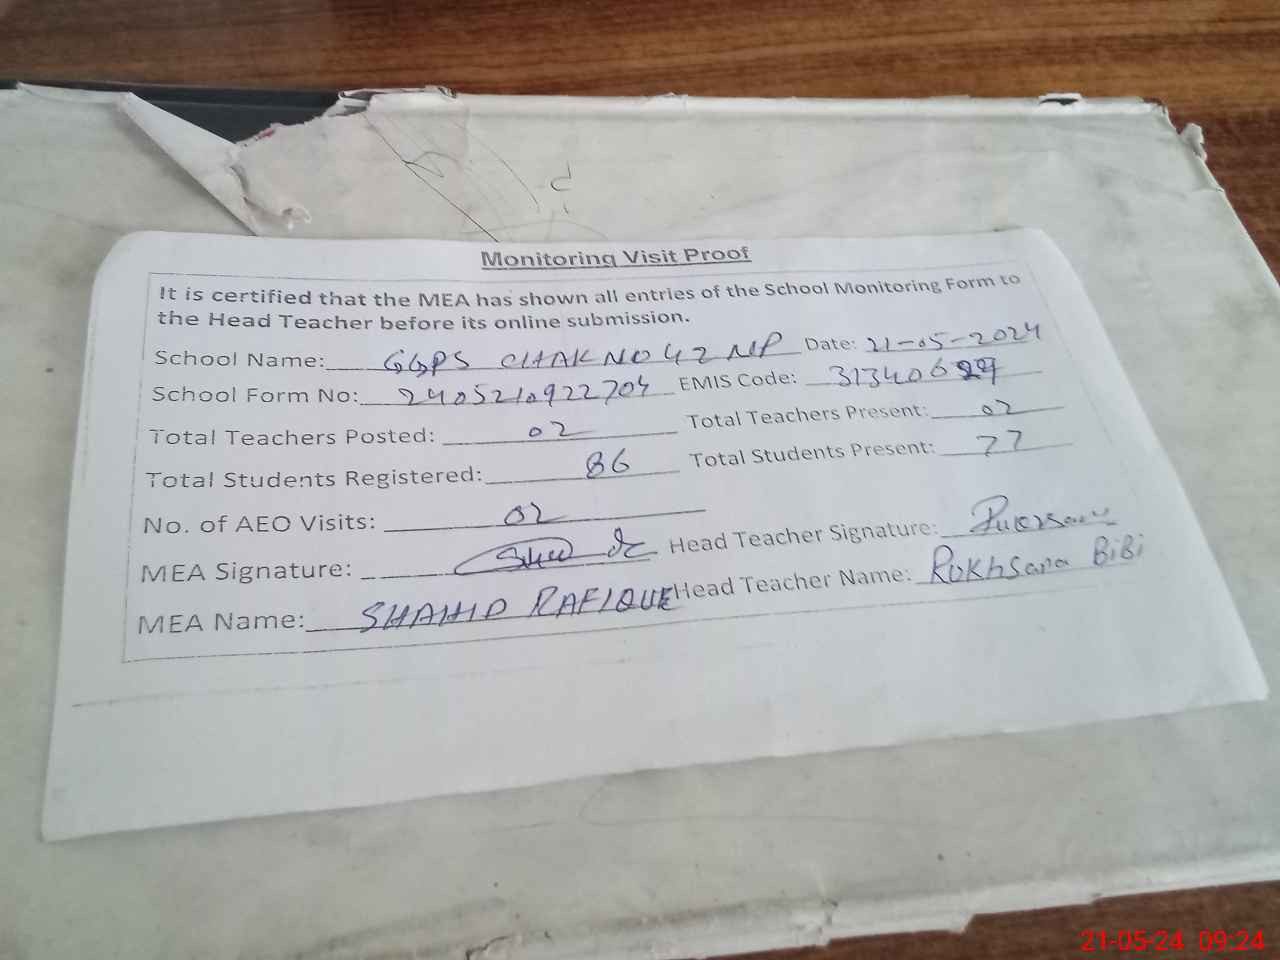 Monitoring Visit Proof
It is certified that the MEA has shown all entries of the School Monitoring Form to
the Head Teacher before its online submission.
School Name: GGPS CHAK NO 42 NP Date: 21-05-2024
School Form No: 2405210922704 EMIS Code:
Total Teachers Posted: 02 Total Teachers Present: 02
Total Students Registered: 86 Total Students Present: 77
No. of AEO Visits: 02
MEA Signature: Head Teacher Signature:
MEA Name: SHAHID RAFIQUE Head Teacher Name: Rukhsana BiBi
21-05-24 09:24